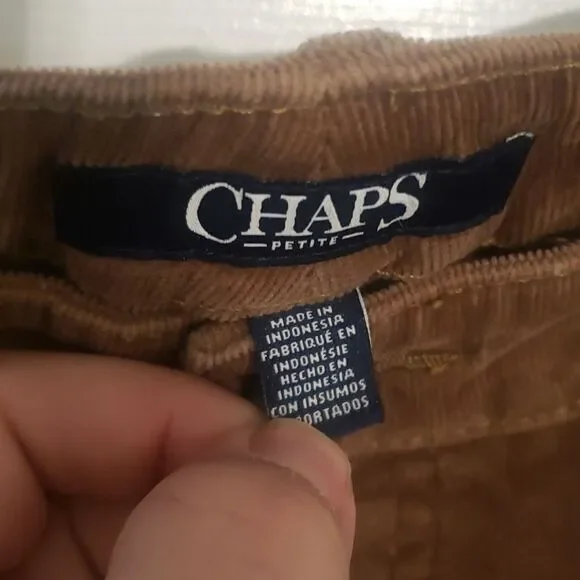 CHAPS
PETITE
MADE IN
INDONESIA
FABRIQUÉ EN
INDONÉSIE
HECHO EN
INDONESIA
CON INSUMOS